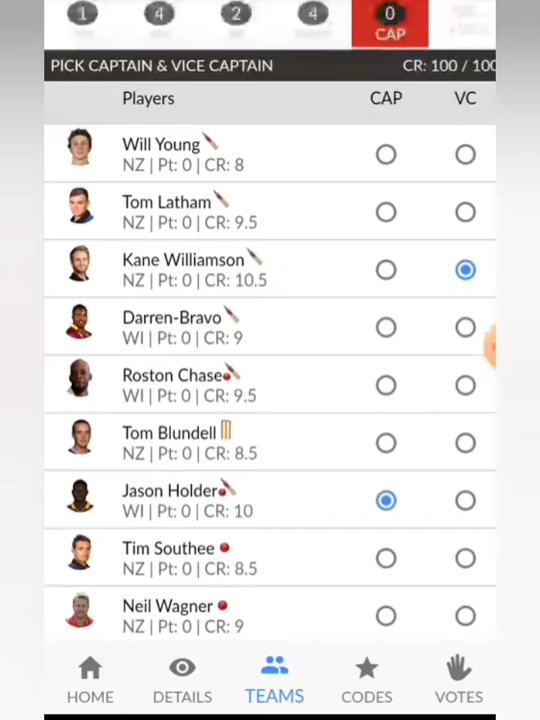 1 4 2 4 0
CAP
PICK CAPTAIN & VICE CAPTAIN CR: 100 / 100
Players CAP VC
Will Young
NZ | Pt: 0 | CR: 8
Tom Latham
NZ | Pt: 0 | CR: 9.5
Kane Williamson
NZ | Pt: 0 | CR: 10.5
Darren-Bravo
WI | Pt: 0 | CR: 9
Roston Chase
WI | Pt: 0 | CR: 9.5
Tom Blundell
NZ | Pt: 0 | CR: 8.5
Jason Holder
WI | Pt: 0 | CR: 10
Tim Southee
NZ | Pt: 0 | CR: 8.5
Neil Wagner
NZ | Pt: 0 | CR: 9
HOME DETAILS TEAMS CODES VOTES